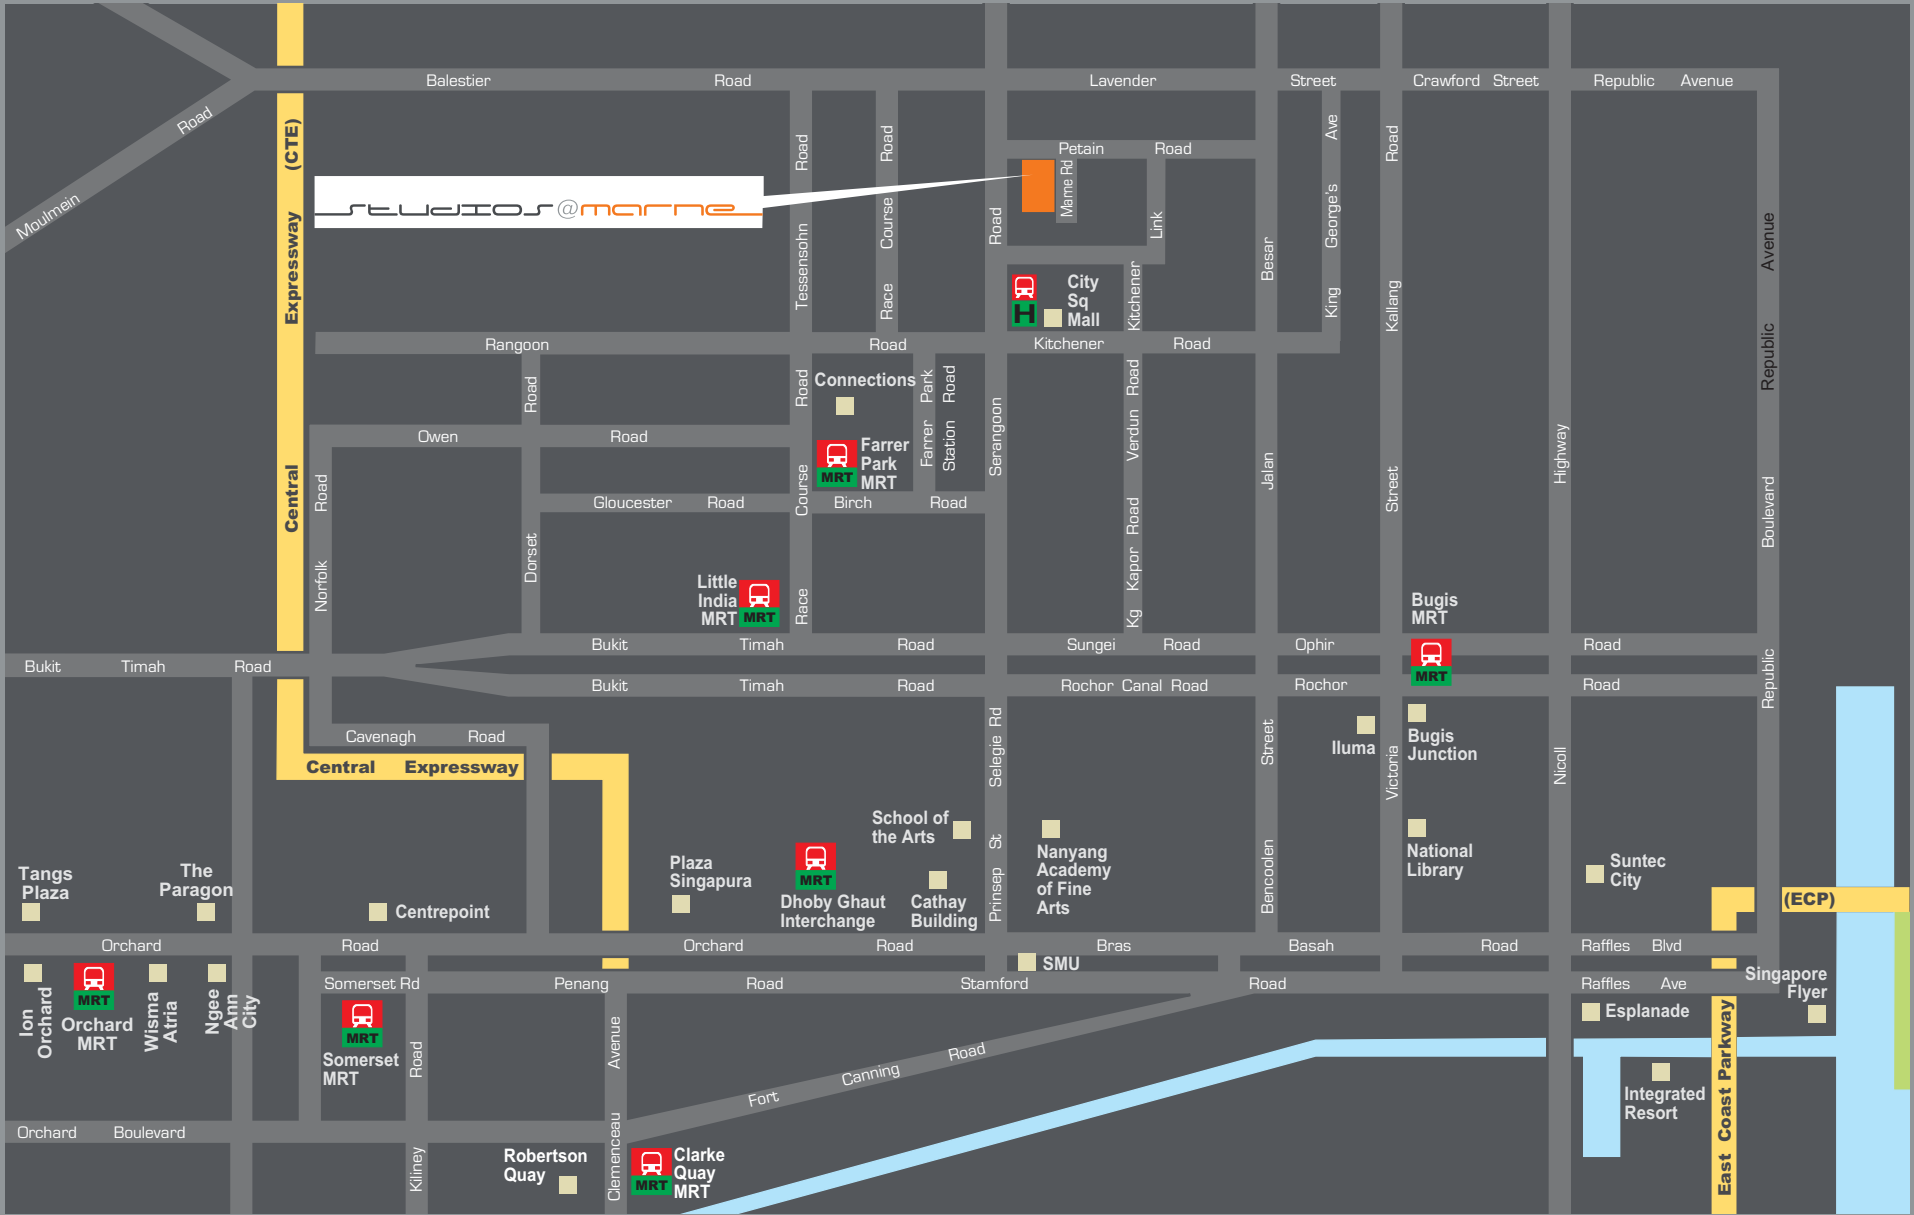 Balestier Road
Lavender Street
Crawford Street
Republic Avenue
Moulmein Road
Central Expressway (CTE)
Studios@marne
Tessensohn Road
Race Course Road
Petain Road
Marne Rd
Kitchener Link
King George's Ave
Kallang Road
Jalan Besar
Serangoon Road
Republic Avenue
City
Sq
Mall
H
Rangoon Road
Kitchener Road
Connections
Farrer Park
Station Road
Race Course Road
Dorset Road
Owen Road
Norfolk Road
Farrer
Park
MRT
MRT
Gloucester Road
Birch Road
Verdun Road
Kg Kapor Road
Victoria Street
Nicoll Highway
Republic Boulevard
Little
India
MRT
MRT
Bugis
MRT
MRT
Bukit Timah Road
Bukit Timah Road
Sungei Road
Ophir Road
Bukit Timah Road
Rochor Canal Road
Rochor Road
Cavenagh Road
Central Expressway
Selegie Rd
Prinsep St
Bencoolen Street
Iluma
Bugis
Junction
School of
the Arts
Nanyang
Academy
of Fine
Arts
National
Library
Suntec
City
Tangs
Plaza
The
Paragon
Centrepoint
Plaza
Singapura
MRT
Dhoby Ghaut
Interchange
Cathay
Building
(ECP)
Orchard Road
Orchard Road
Bras Basah Road
Raffles Blvd
SMU
Somerset Rd
Penang Road
Stamford Road
Raffles Ave
Singapore
Flyer
Ion
Orchard
MRT
Orchard
MRT
Wisma
Atria
Ngee
Ann
City
MRT
Somerset
MRT
Kiliney Road
Clemenceau Avenue
Fort Canning Road
Esplanade
Integrated
Resort
East Coast Parkway
Orchard Boulevard
Robertson
Quay
MRT
Clarke
Quay
MRT